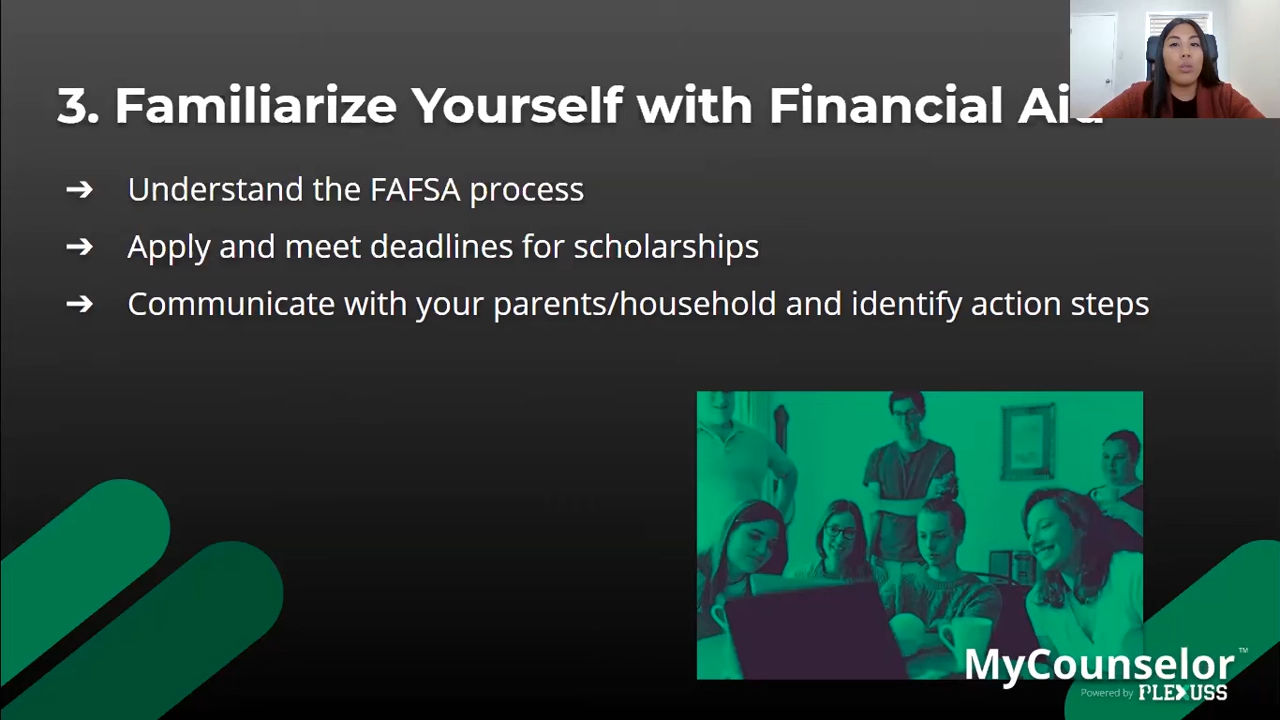 3. Familiarize Yourself with Financial Aid
➔ Understand the FAFSA process
➔ Apply and meet deadlines for scholarships
➔ Communicate with your parents/household and identify action steps
MyCounselor™
Powered by PLEXUSS